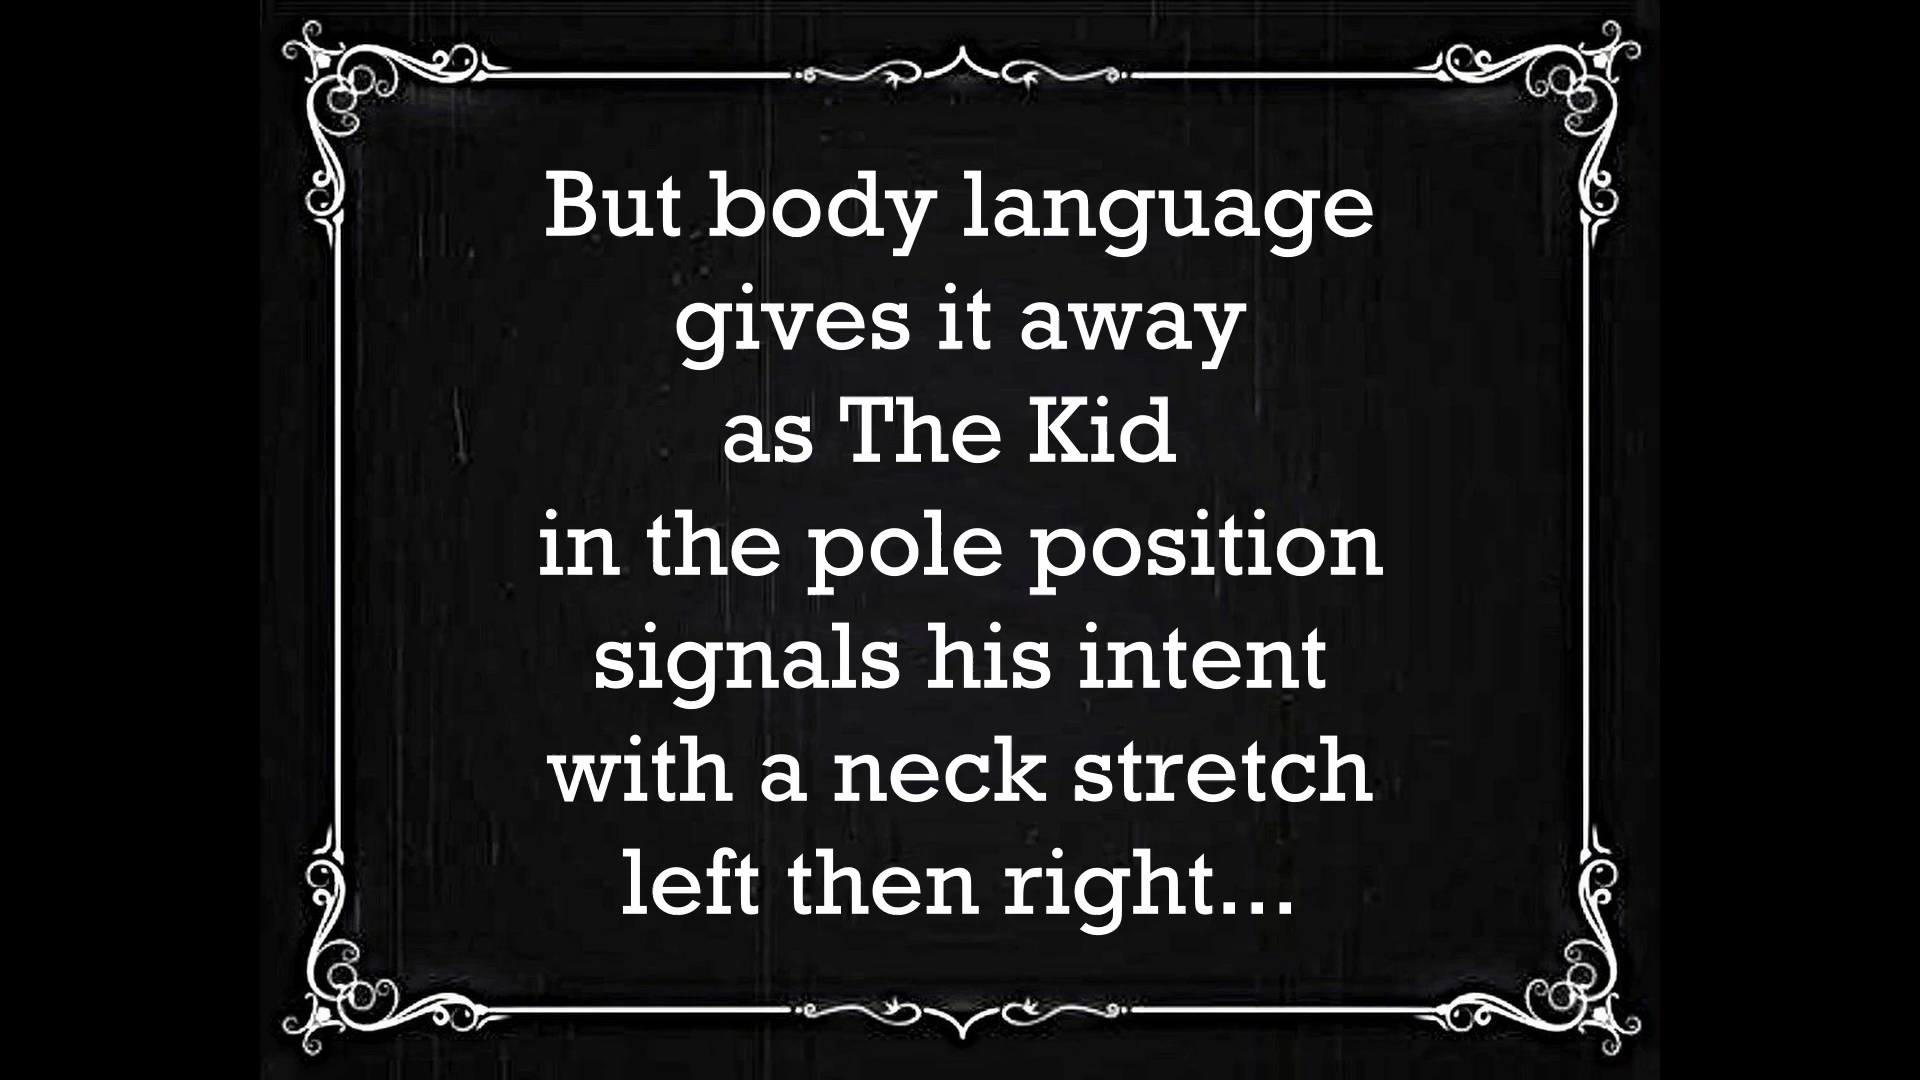 But body language
gives it away
as The Kid
in the pole position
signals his intent
with a neck stretch
left then right...